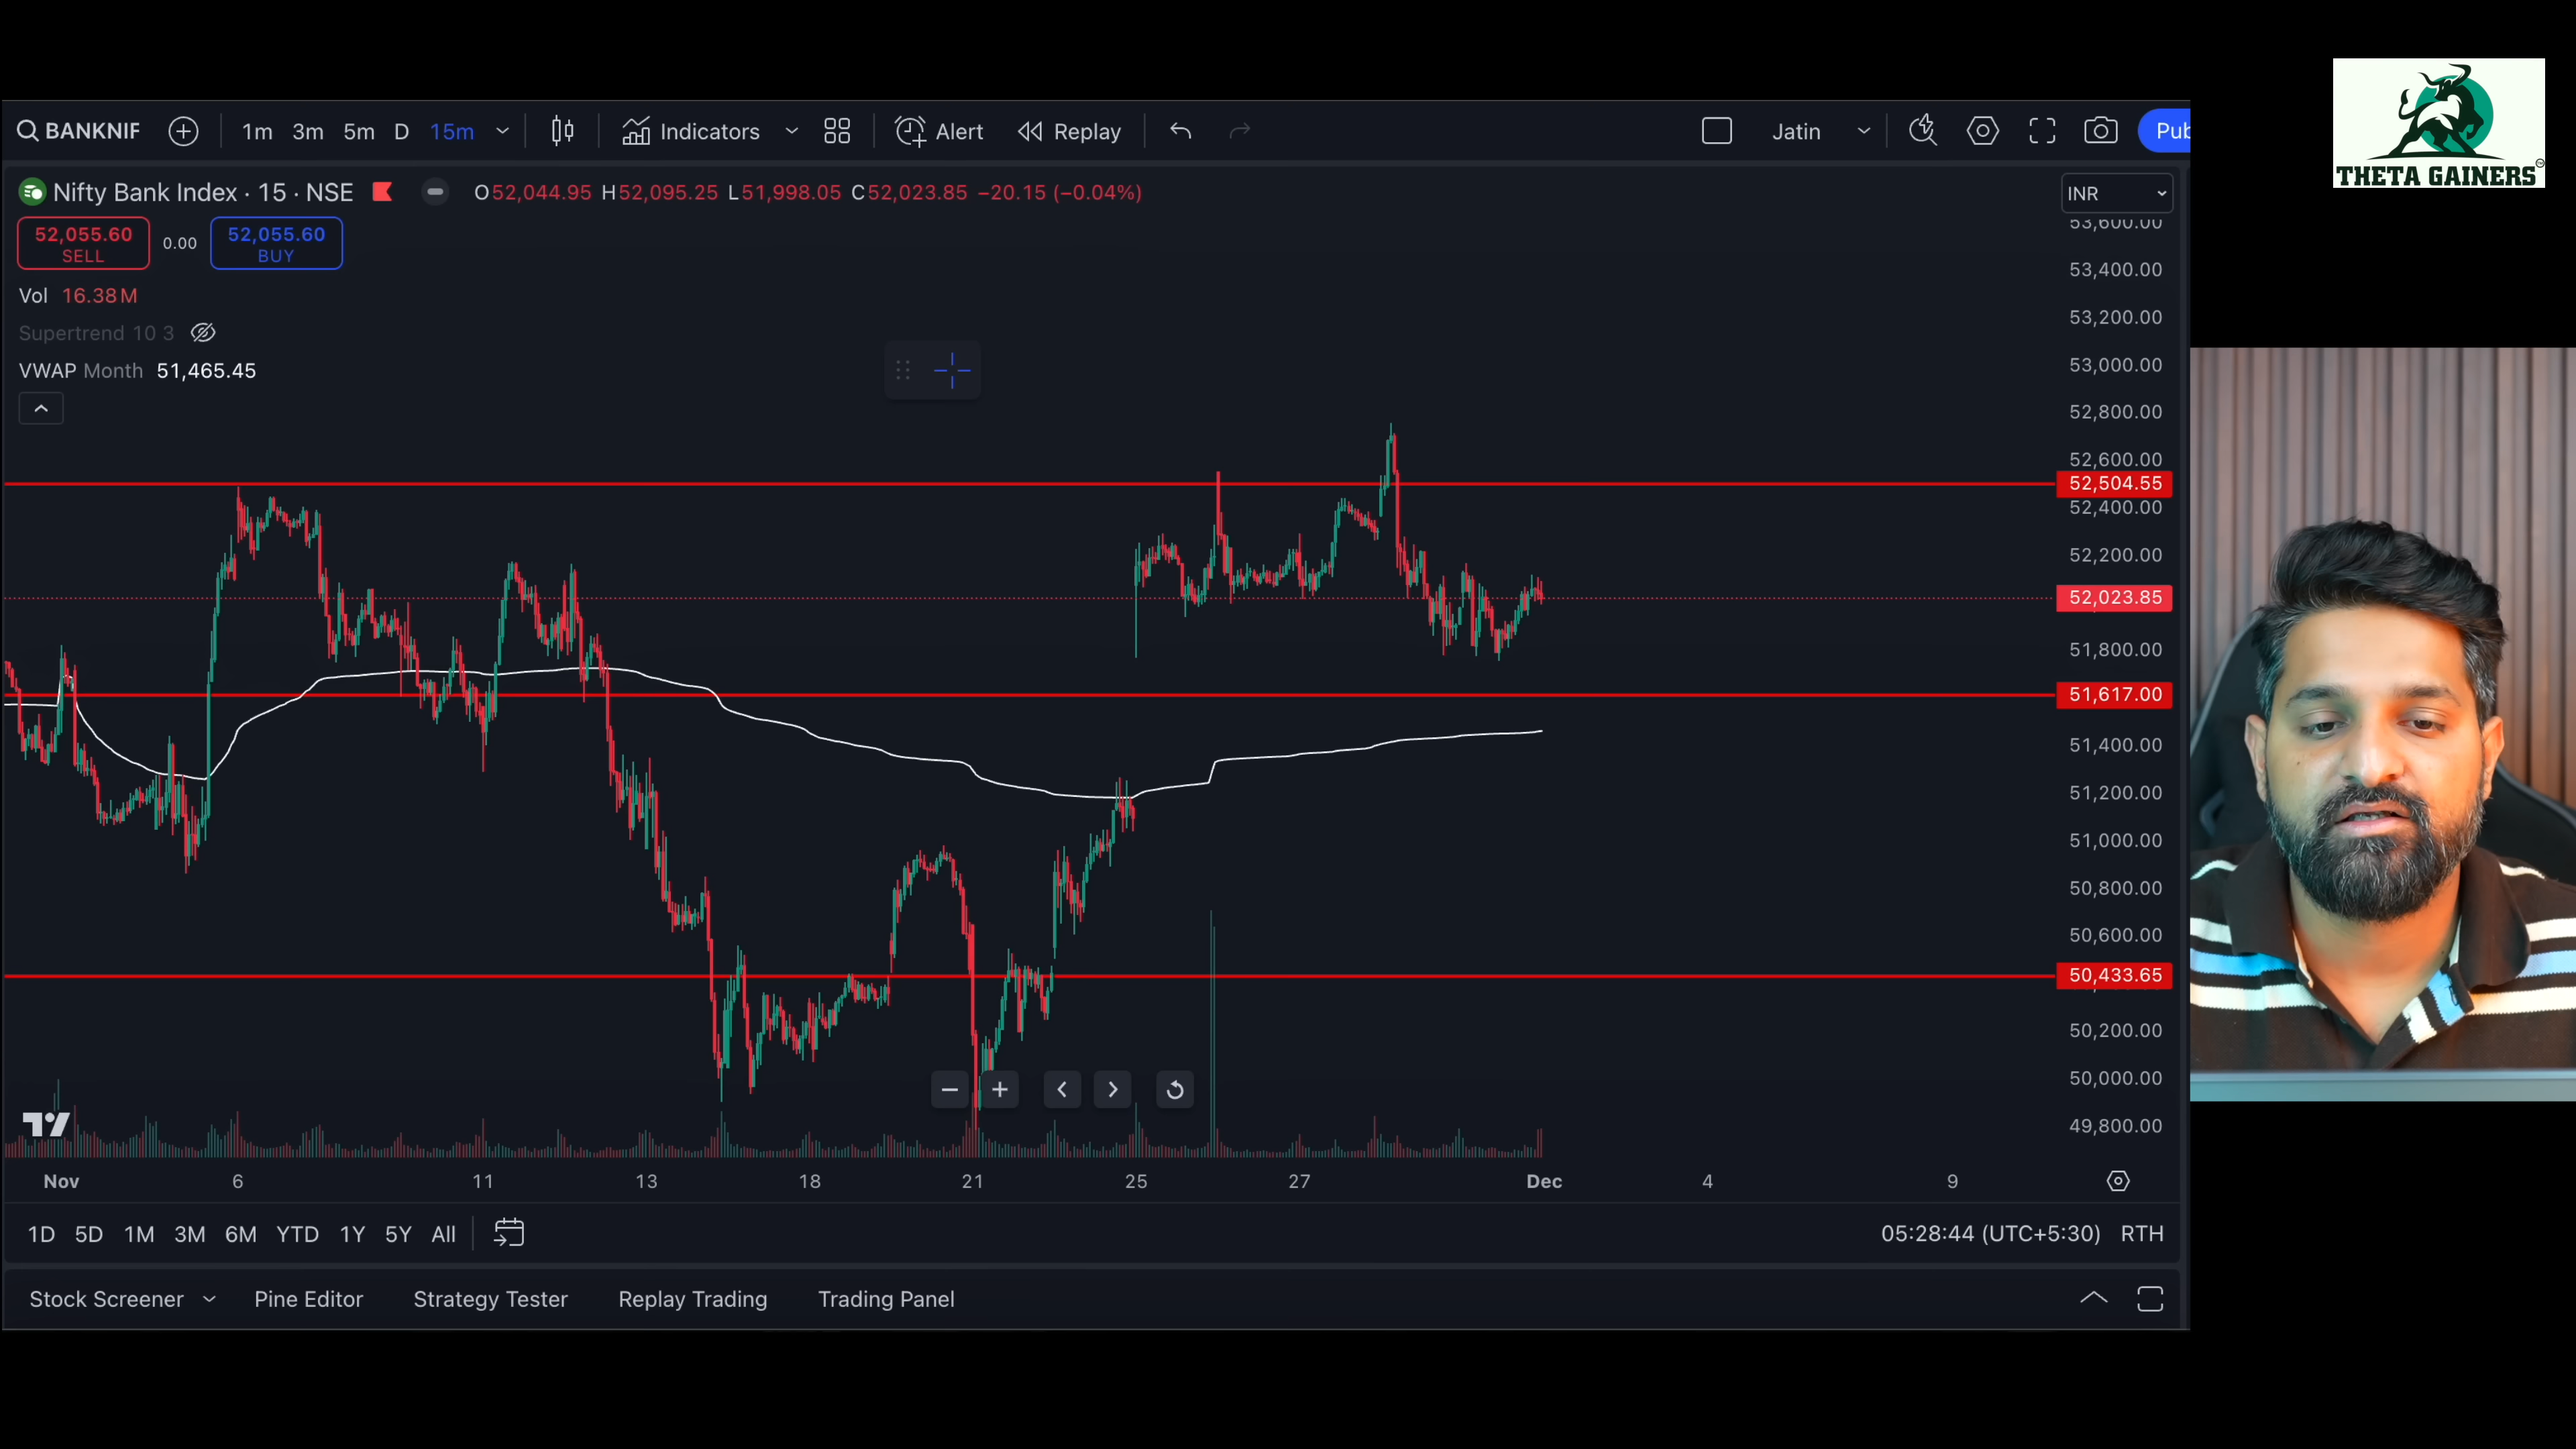 BANKNIF 1m 3m 5m D 15m Indicators Alert Replay Jatin Pub
THETA GAINERS
Nifty Bank Index · 15 · NSE O52,044.95 H52,095.25 L51,998.05 C52,023.85 −20.15 (−0.04%)
INR
52,055.60 SELL 0.00 52,055.60 BUY
Vol 16.38M
Supertrend 10 3
VWAP Month 51,465.45
53,600.00
53,400.00
53,200.00
53,000.00
52,800.00
52,600.00
52,504.55
52,400.00
52,200.00
52,023.85
51,800.00
51,617.00
51,400.00
51,200.00
51,000.00
50,800.00
50,600.00
50,433.65
50,200.00
50,000.00
49,800.00
Nov 6 11 13 18 21 25 27 Dec 4 9
1D 5D 1M 3M 6M YTD 1Y 5Y All 05:28:44 (UTC+5:30) RTH
Stock Screener Pine Editor Strategy Tester Replay Trading Trading Panel